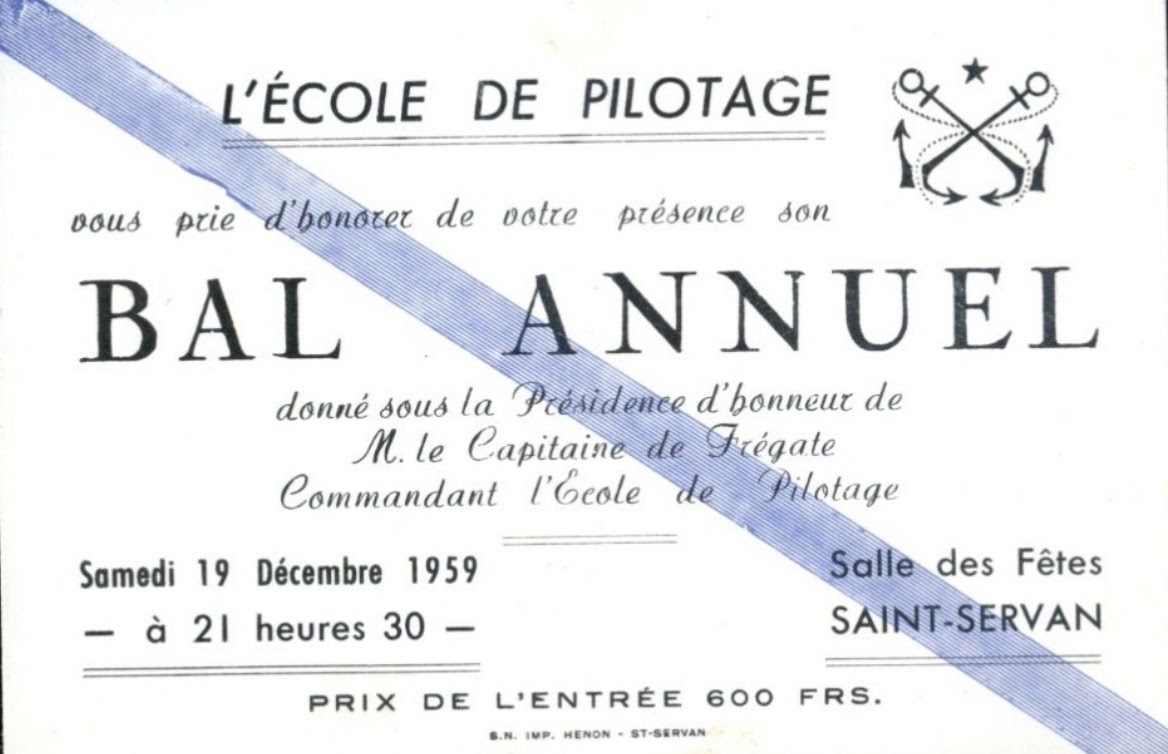 L'ÉCOLE DE PILOTAGE
vous prie d'honorer de votre présence son
BAL ANNUEL
donné sous la Présidence d'honneur de
M. le Capitaine de Frégate
Commandant l'École de Pilotage
Samedi 19 Décembre 1959
— à 21 heures 30 —
Salle des Fêtes
SAINT-SERVAN
PRIX DE L'ENTRÉE 600 FRS.
S.N. IMP. HENON - ST-SERVAN